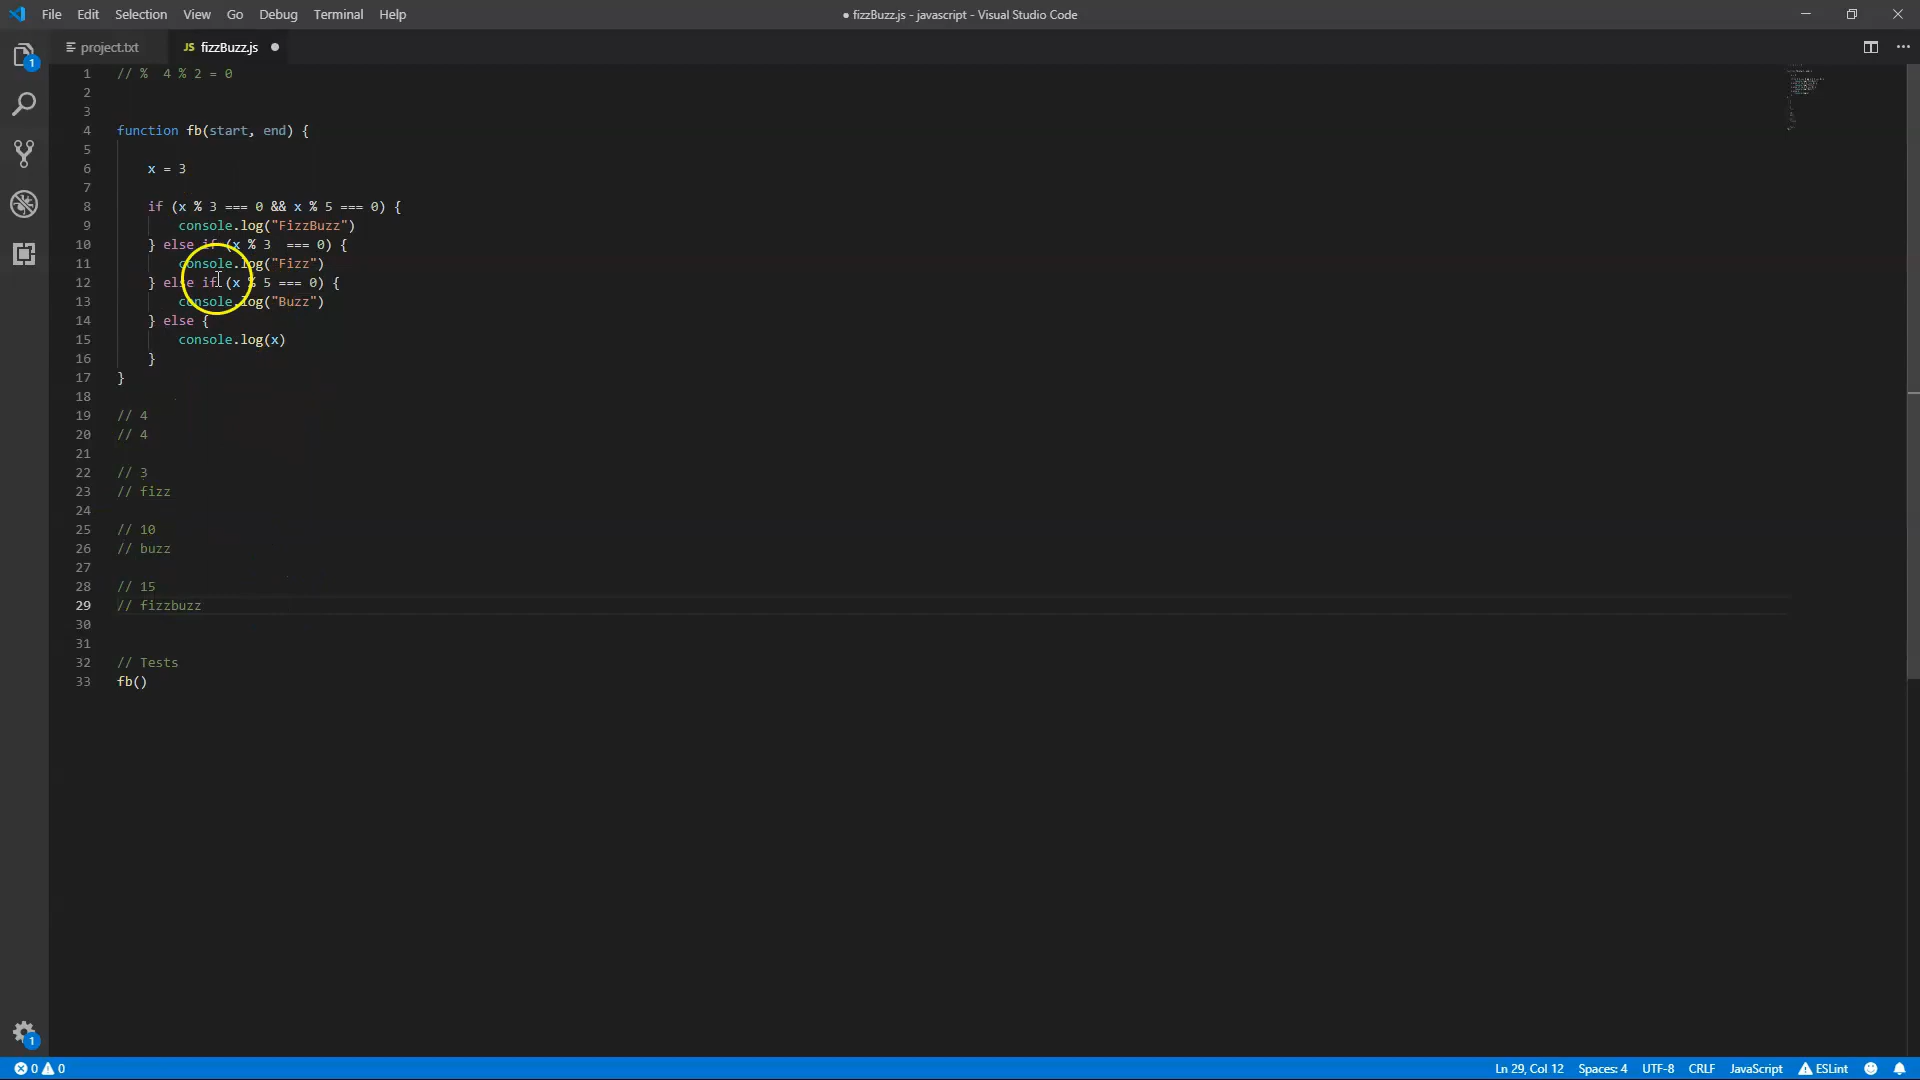 File Edit Selection View Go Debug Terminal Help
● fizzBuzz.js - javascript - Visual Studio Code
project.txt JS fizzBuzz.js
1 // %  4 % 2 = 0
2
3
4 function fb(start, end) {
5
6 x = 3
7
8 if (x % 3 === 0 && x % 5 === 0) {
9 console.log("FizzBuzz")
10 } else if (x % 3  === 0) {
11 console.log("Fizz")
12 } else if (x % 5 === 0) {
13 console.log("Buzz")
14 } else {
15 console.log(x)
16 }
17 }
18
19 // 4
20 // 4
21
22 // 3
23 // fizz
24
25 // 10
26 // buzz
27
28 // 15
29 // fizzbuzz
30
31
32 // Tests
33 fb()
1
1
0 0 Ln 29, Col 12 Spaces: 4 UTF-8 CRLF JavaScript ESLint